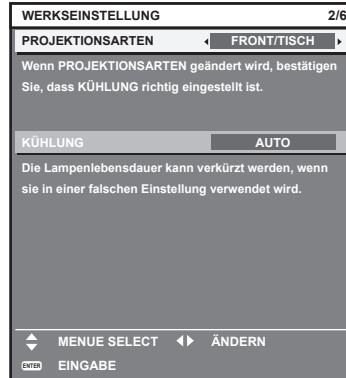 WERKSEINSTELLUNG 2/6
PROJEKTIONSARTEN FRONT/TISCH
Wenn PROJEKTIONSARTEN geändert wird, bestätigen
Sie, dass KÜHLUNG richtig eingestellt ist.
KÜHLUNG AUTO
Die Lampenlebensdauer kann verkürzt werden, wenn
sie in einer falschen Einstellung verwendet wird.
MENUE SELECT ÄNDERN
ENTER EINGABE